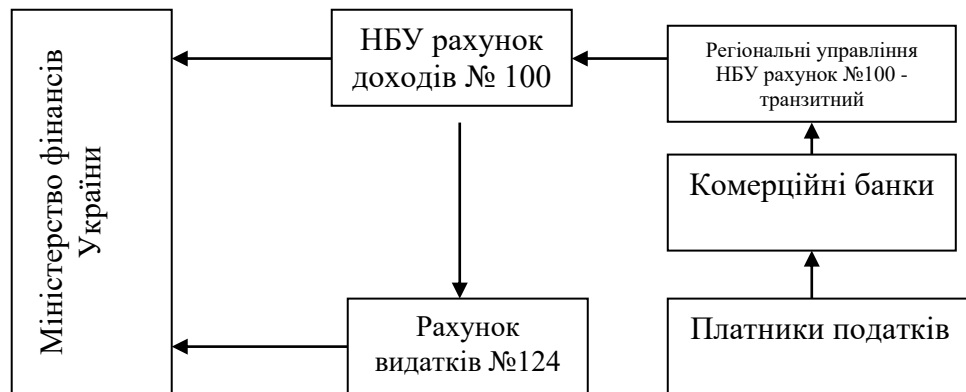 Міністерство фінансів
України
НБУ рахунок
доходів № 100
Регіональні управління
НБУ рахунок №100 -
транзитний
Комерційні банки
Рахунок
видатків №124
Платники податків